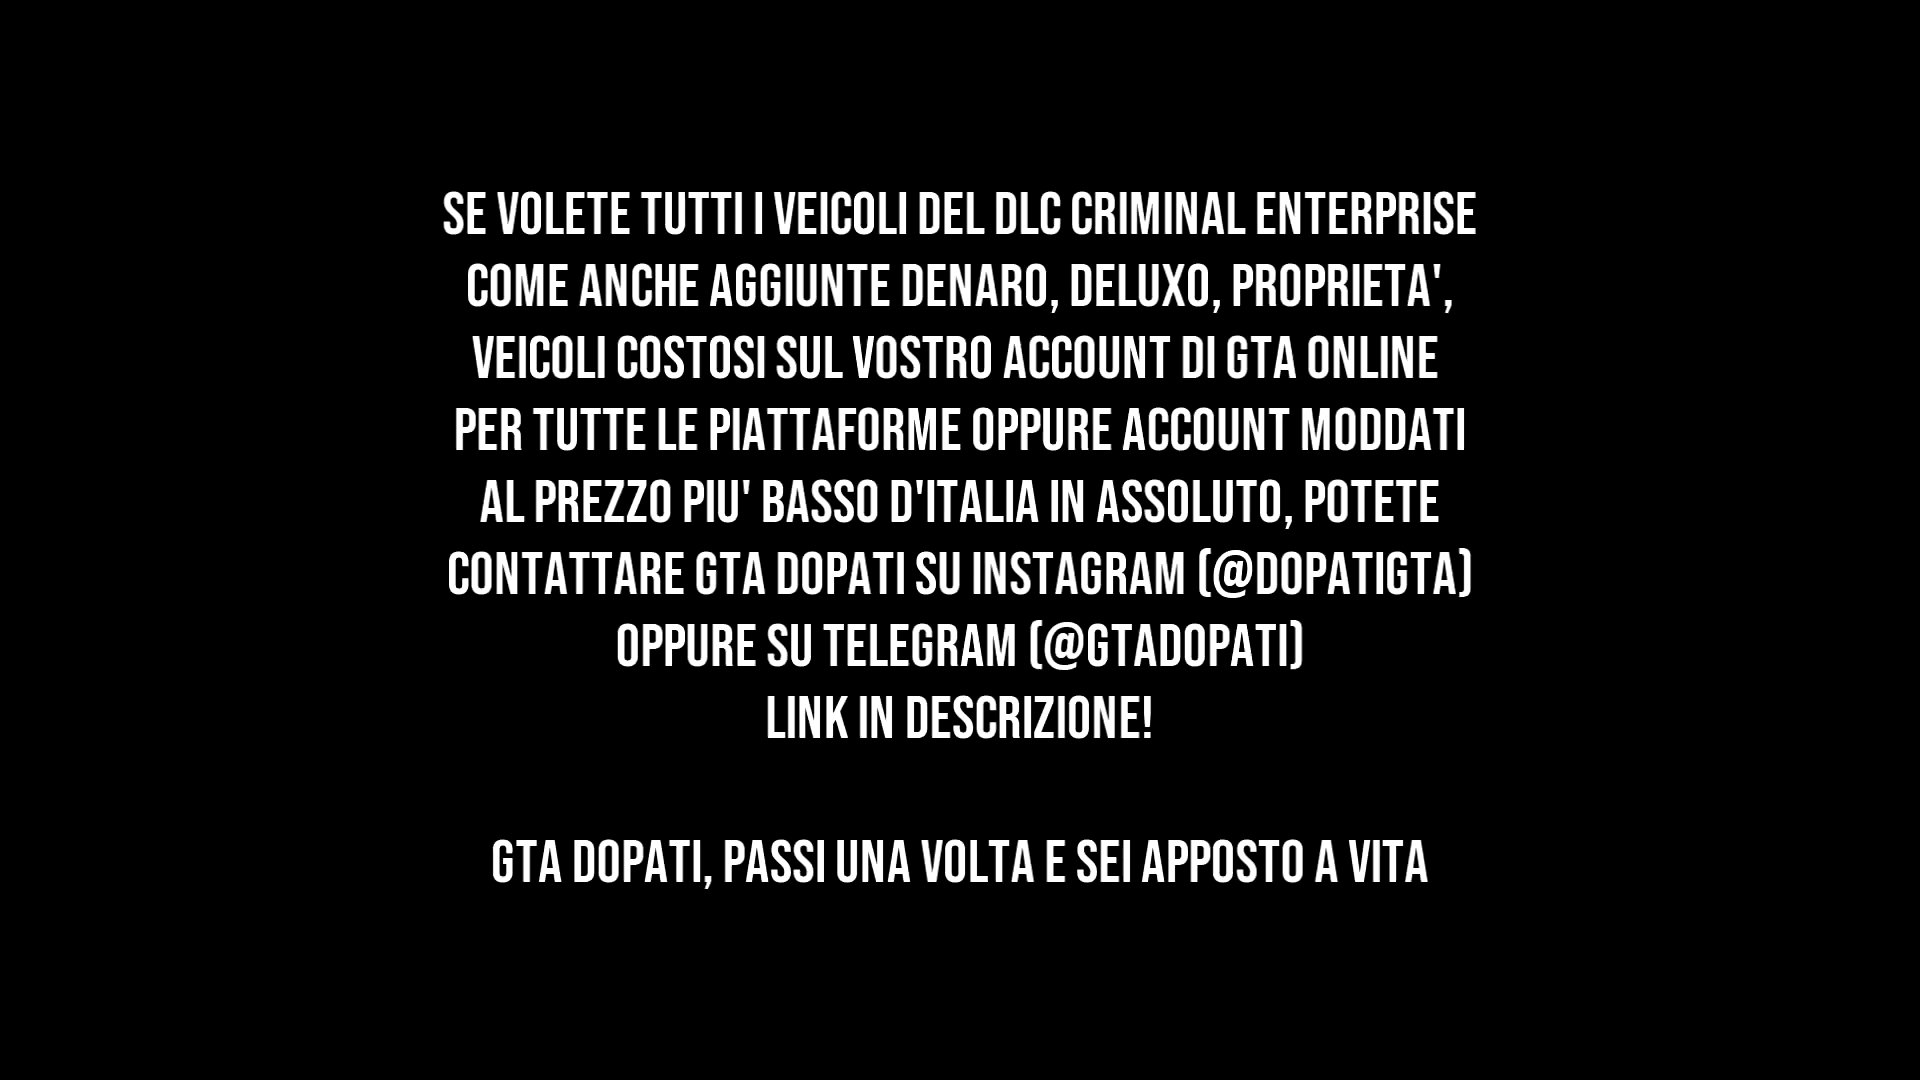 SE VOLETE TUTTI I VEICOLI DEL DLC CRIMINAL ENTERPRISE
COME ANCHE AGGIUNTE DENARO, DELUXO, PROPRIETA',
VEICOLI COSTOSI SUL VOSTRO ACCOUNT DI GTA ONLINE
PER TUTTE LE PIATTAFORME OPPURE ACCOUNT MODDATI
AL PREZZO PIU' BASSO D'ITALIA IN ASSOLUTO, POTETE
CONTATTARE GTA DOPATI SU INSTAGRAM (@DOPATIGTA)
OPPURE SU TELEGRAM (@GTADOPATI)
LINK IN DESCRIZIONE!
GTA DOPATI, PASSI UNA VOLTA E SEI APPOSTO A VITA